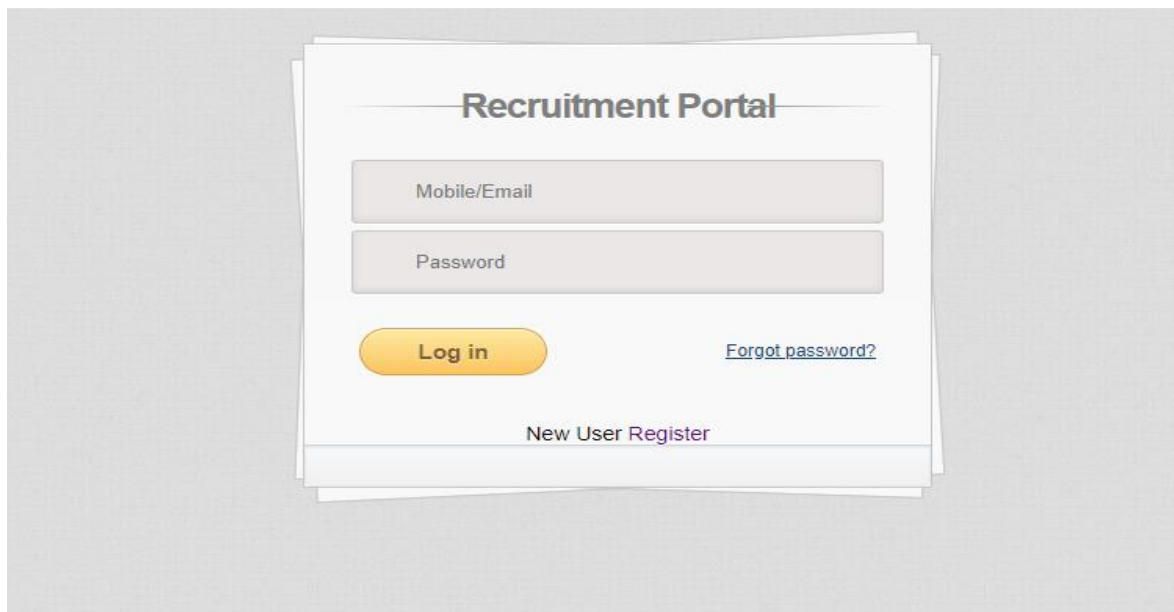 Recruitment Portal
Mobile/Email
Password
Log in Forgot password?
New User Register